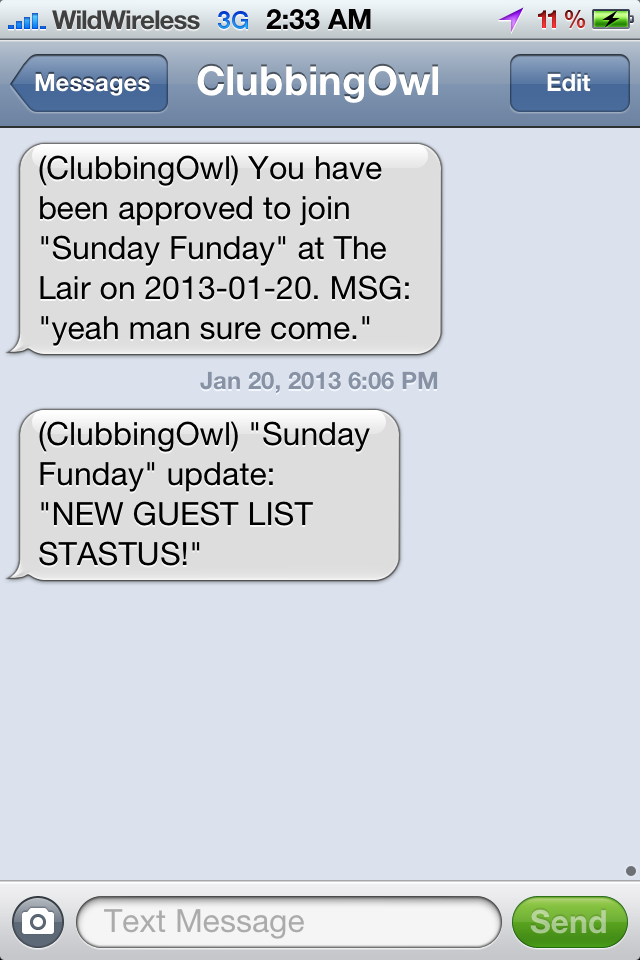 WildWireless 3G 2:33 AM 11 %
Messages ClubbingOwl Edit
(ClubbingOwl) You have
been approved to join
"Sunday Funday" at The
Lair on 2013-01-20. MSG:
"yeah man sure come."
Jan 20, 2013 6:06 PM
(ClubbingOwl) "Sunday
Funday" update:
"NEW GUEST LIST
STASTUS!"
Text Message Send